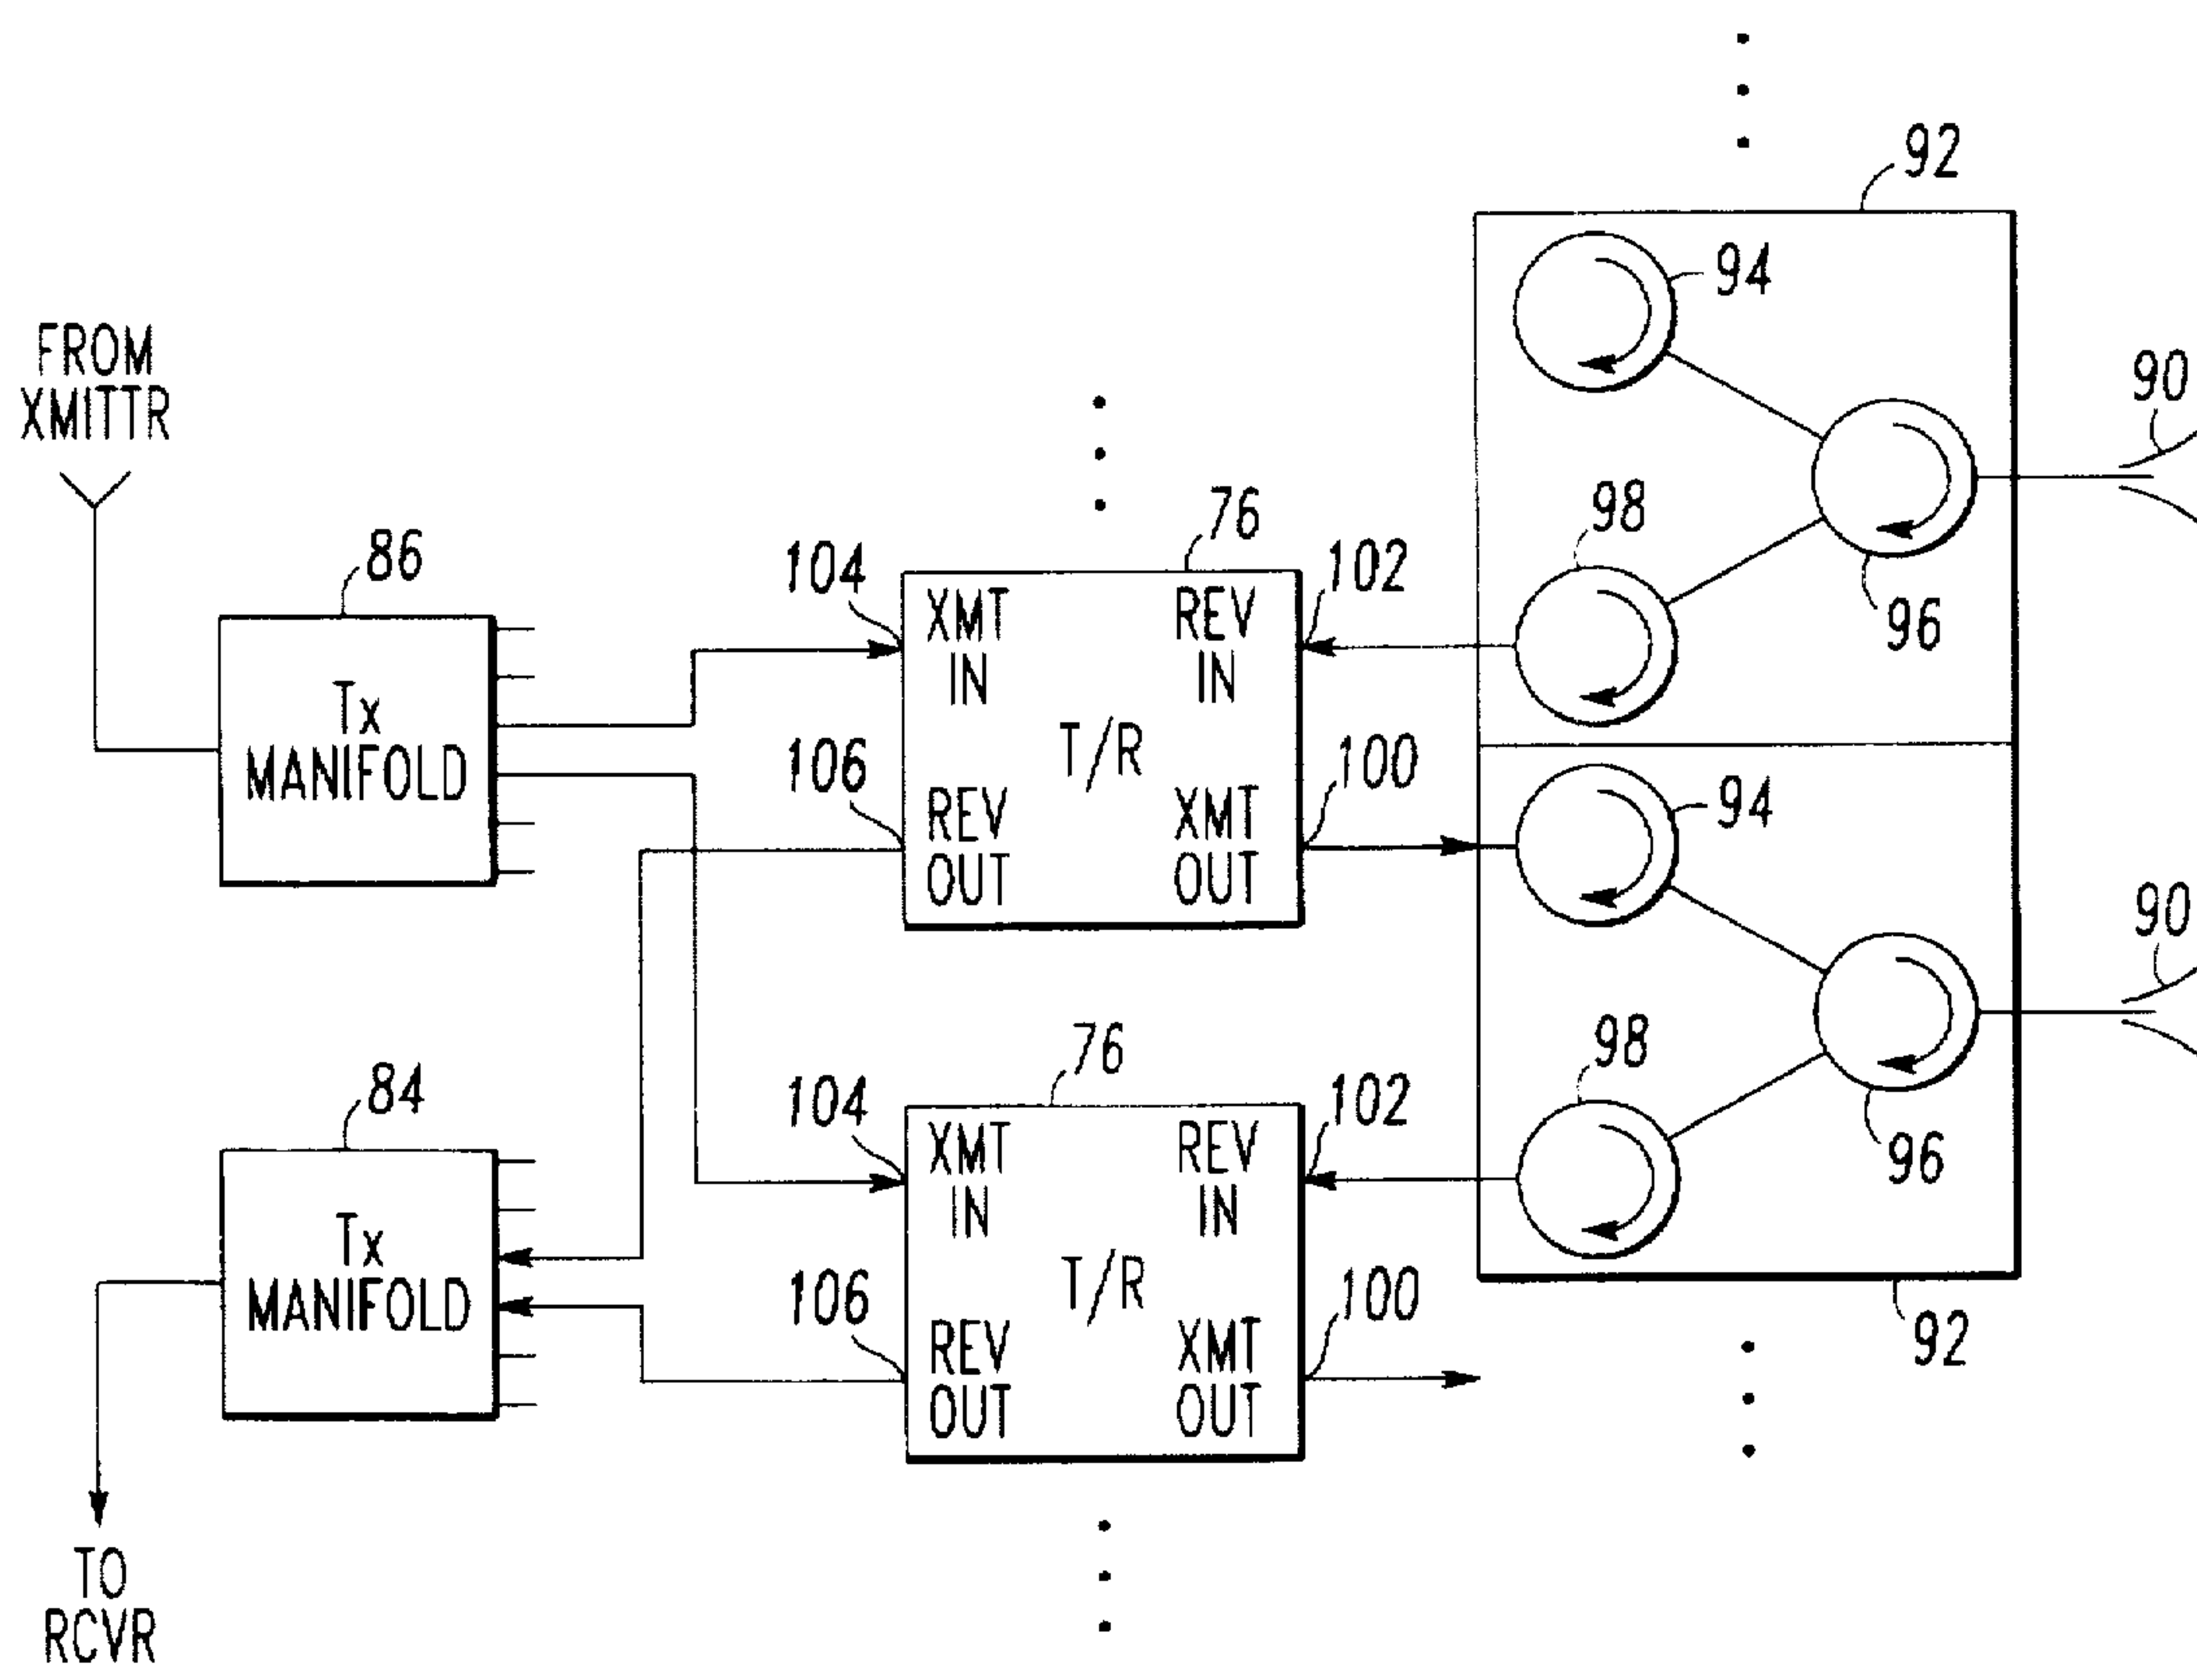 92
94
FROM
XMITTR
90
76
98
86
104
102
XMT
IN
REV
IN
96
Tx
MANIFOLD
T/R
106
100
94
REV
OUT
XMT
OUT
90
76
98
84
104
102
XMT
IN
REV
IN
96
Tx
MANIFOLD
T/R
106
100
REV
OUT
XMT
OUT
92
TO
RCVR